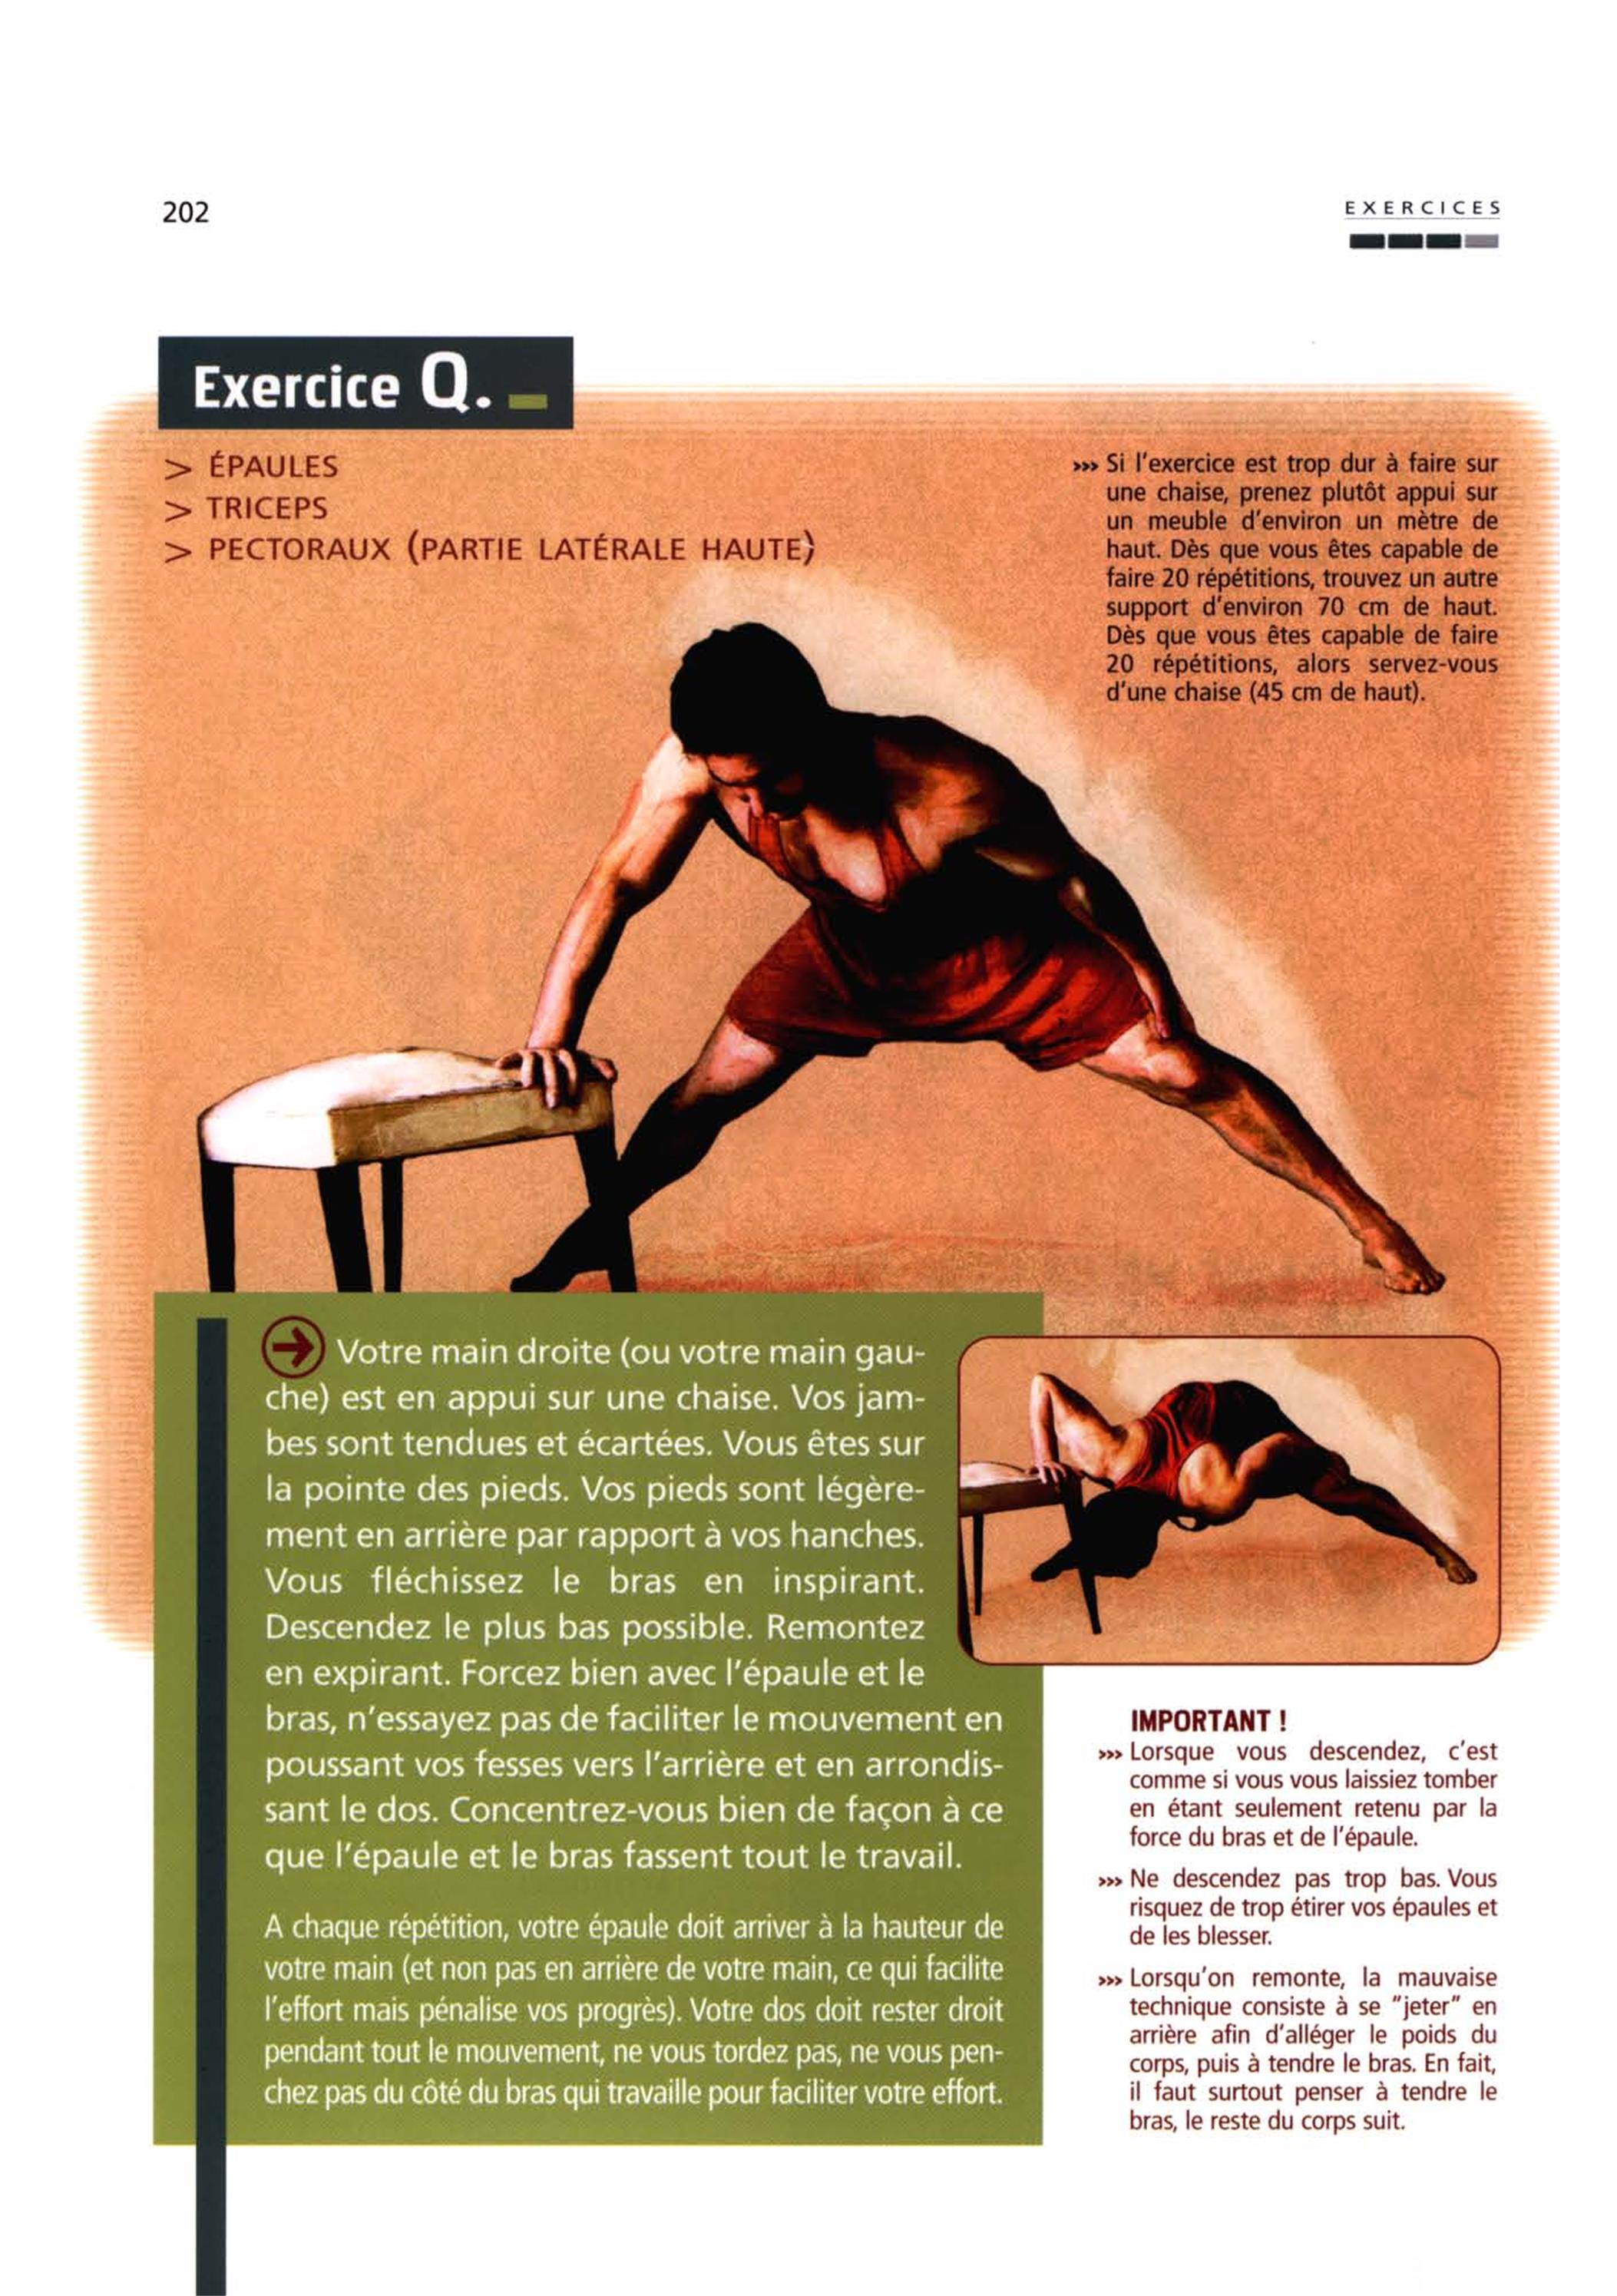 202
EXERCICES
Exercice Q.
> ÉPAULES
> TRICEPS
> PECTORAUX (PARTIE LATÉRALE HAUTE)
»» Si l'exercice est trop dur à faire sur
une chaise, prenez plutôt appui sur
un meuble d'environ un mètre de
haut. Dès que vous êtes capable de
faire 20 répétitions, trouvez un autre
support d'environ 70 cm de haut.
Dès que vous êtes capable de faire
20 répétitions, alors servez-vous
d'une chaise (45 cm de haut).
Votre main droite (ou votre main gau-
che) est en appui sur une chaise. Vos jam-
bes sont tendues et écartées. Vous êtes sur
la pointe des pieds. Vos pieds sont légère-
ment en arrière par rapport à vos hanches.
Vous fléchissez le bras en inspirant.
Descendez le plus bas possible. Remontez
en expirant. Forcez bien avec l'épaule et le
bras, n'essayez pas de faciliter le mouvement en
poussant vos fesses vers l'arrière et en arrondis-
sant le dos. Concentrez-vous bien de façon à ce
que l'épaule et le bras fassent tout le travail.
A chaque répétition, votre épaule doit arriver à la hauteur de
votre main (et non pas en arrière de votre main, ce qui facilite
l'effort mais pénalise vos progrès). Votre dos doit rester droit
pendant tout le mouvement, ne vous tordez pas, ne vous pen-
chez pas du côté du bras qui travaille pour faciliter votre effort.
IMPORTANT !
»» Lorsque vous descendez, c'est
comme si vous vous laissiez tomber
en étant seulement retenu par la
force du bras et de l'épaule.
»» Ne descendez pas trop bas. Vous
risquez de trop étirer vos épaules et
de les blesser.
»» Lorsqu'on remonte, la mauvaise
technique consiste à se "jeter" en
arrière afin d'alléger le poids du
corps, puis à tendre le bras. En fait,
il faut surtout penser à tendre le
bras, le reste du corps suit.